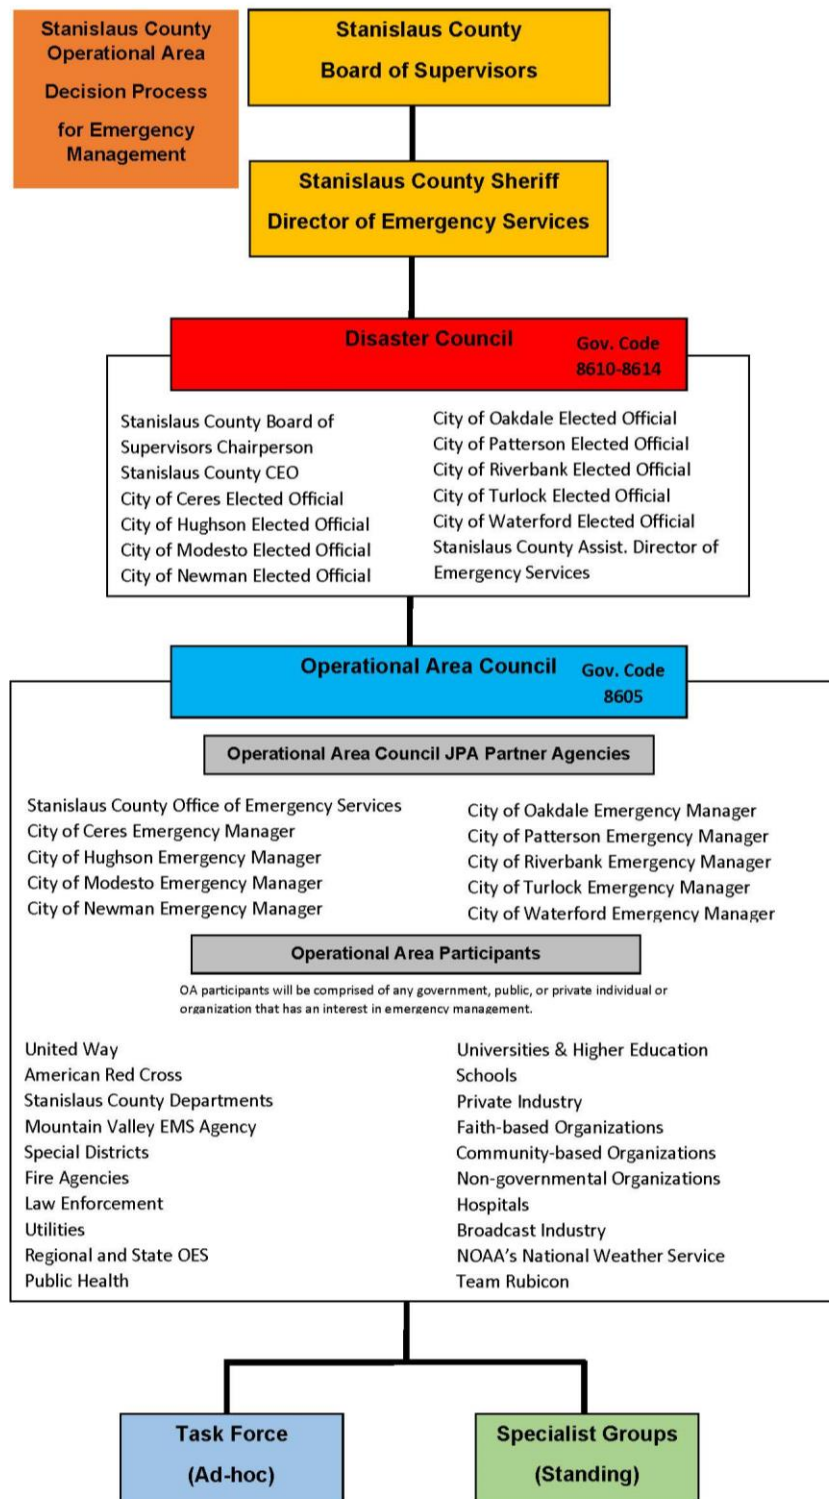 Stanislaus County
Operational Area
Decision Process
for Emergency
Management
Stanislaus County
Board of Supervisors
Stanislaus County Sheriff
Director of Emergency Services
Disaster Council
Gov. Code
8610-8614
Stanislaus County Board of
Supervisors Chairperson
Stanislaus County CEO
City of Ceres Elected Official
City of Hughson Elected Official
City of Modesto Elected Official
City of Newman Elected Official
City of Oakdale Elected Official
City of Patterson Elected Official
City of Riverbank Elected Official
City of Turlock Elected Official
City of Waterford Elected Official
Stanislaus County Assist. Director of
Emergency Services
Operational Area Council
Gov. Code
8605
Operational Area Council JPA Partner Agencies
Stanislaus County Office of Emergency Services
City of Ceres Emergency Manager
City of Hughson Emergency Manager
City of Modesto Emergency Manager
City of Newman Emergency Manager
City of Oakdale Emergency Manager
City of Patterson Emergency Manager
City of Riverbank Emergency Manager
City of Turlock Emergency Manager
City of Waterford Emergency Manager
Operational Area Participants
OA participants will be comprised of any government, public, or private individual or
organization that has an interest in emergency management.
United Way
American Red Cross
Stanislaus County Departments
Mountain Valley EMS Agency
Special Districts
Fire Agencies
Law Enforcement
Utilities
Regional and State OES
Public Health
Universities & Higher Education
Schools
Private Industry
Faith-based Organizations
Community-based Organizations
Non-governmental Organizations
Hospitals
Broadcast Industry
NOAA's National Weather Service
Team Rubicon
Task Force
(Ad-hoc)
Specialist Groups
(Standing)